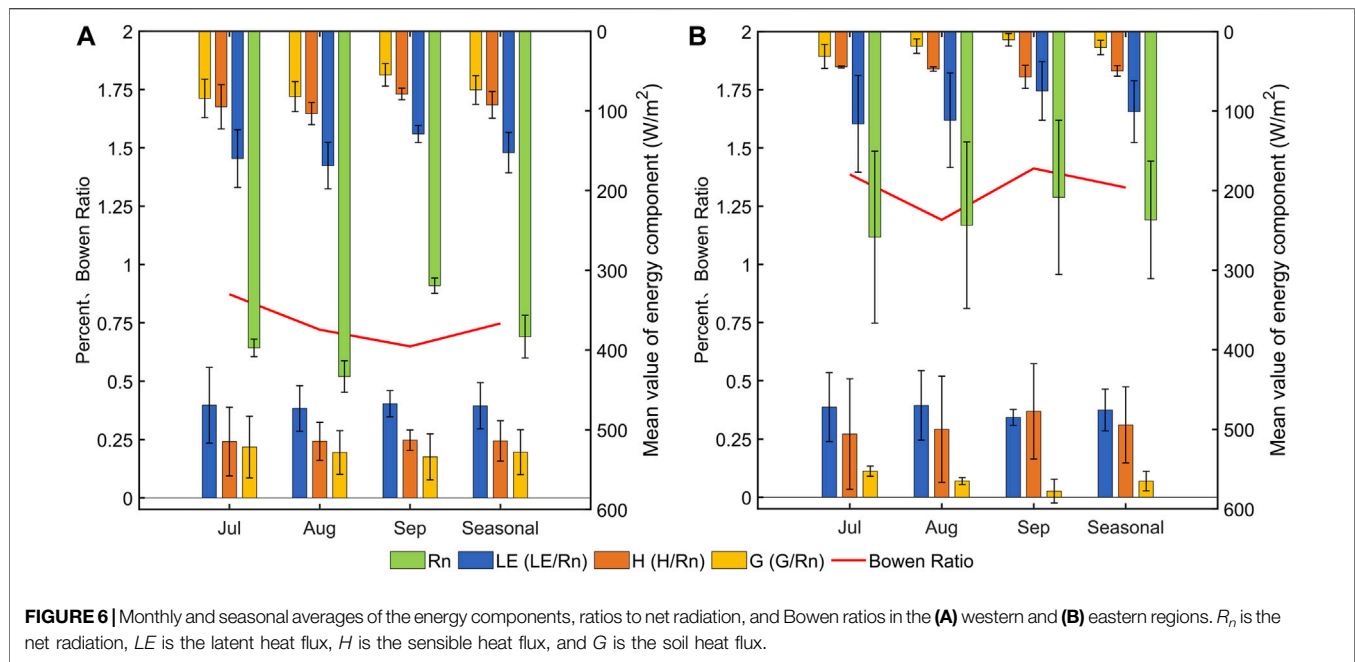 A
B
2
1.75
1.5
1.25
1
0.75
0.5
0.25
0
Percent、Bowen Ratio
0
100
200
300
400
500
600
Mean value of energy component (W/m²)
Jul Aug Sep Seasonal
2
1.75
1.5
1.25
1
0.75
0.5
0.25
0
Percent、Bowen Ratio
0
100
200
300
400
500
600
Mean value of energy component (W/m²)
Jul Aug Sep Seasonal
Rn LE (LE/Rn) H (H/Rn) G (G/Rn) Bowen Ratio
FIGURE 6 | Monthly and seasonal averages of the energy components, ratios to net radiation, and Bowen ratios in the (A) western and (B) eastern regions. Rn is the
net radiation, LE is the latent heat flux, H is the sensible heat flux, and G is the soil heat flux.